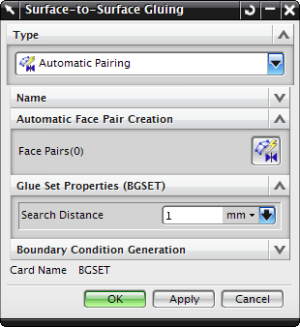 Surface-to-Surface Gluing
Type
Automatic Pairing
Name
Automatic Face Pair Creation
Face Pairs(0)
Glue Set Properties (BGSET)
Search Distance 1 mm
Boundary Condition Generation
Card Name BGSET
OK Apply Cancel